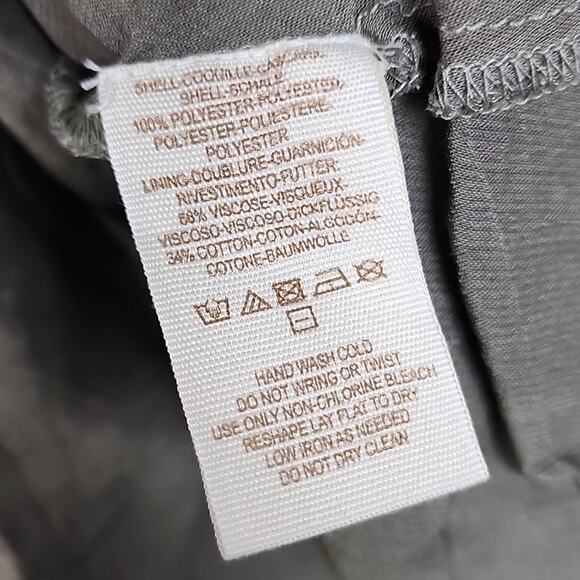 SHELL-COQUILLE-CASCARA-
SHELL-SCHALE
100% POLYESTER-POLYESTER-
POLYESTER-POLIESTERE-
POLYESTER
LINING-DOUBLURE-GUARNICIÓN-
RIVESTIMENTO-FUTTER
66% VISCOSE-VISQUEUX-
VISCOSO-VISCOSO-DICKFLÜSSIG
34% COTTON-COTON-ALGODÓN-
COTONE-BAUMWOLLE
HAND WASH COLD
DO NOT WRING OR TWIST
USE ONLY NON-CHLORINE BLEACH
RESHAPE LAY FLAT TO DRY
LOW IRON AS NEEDED
DO NOT DRY CLEAN